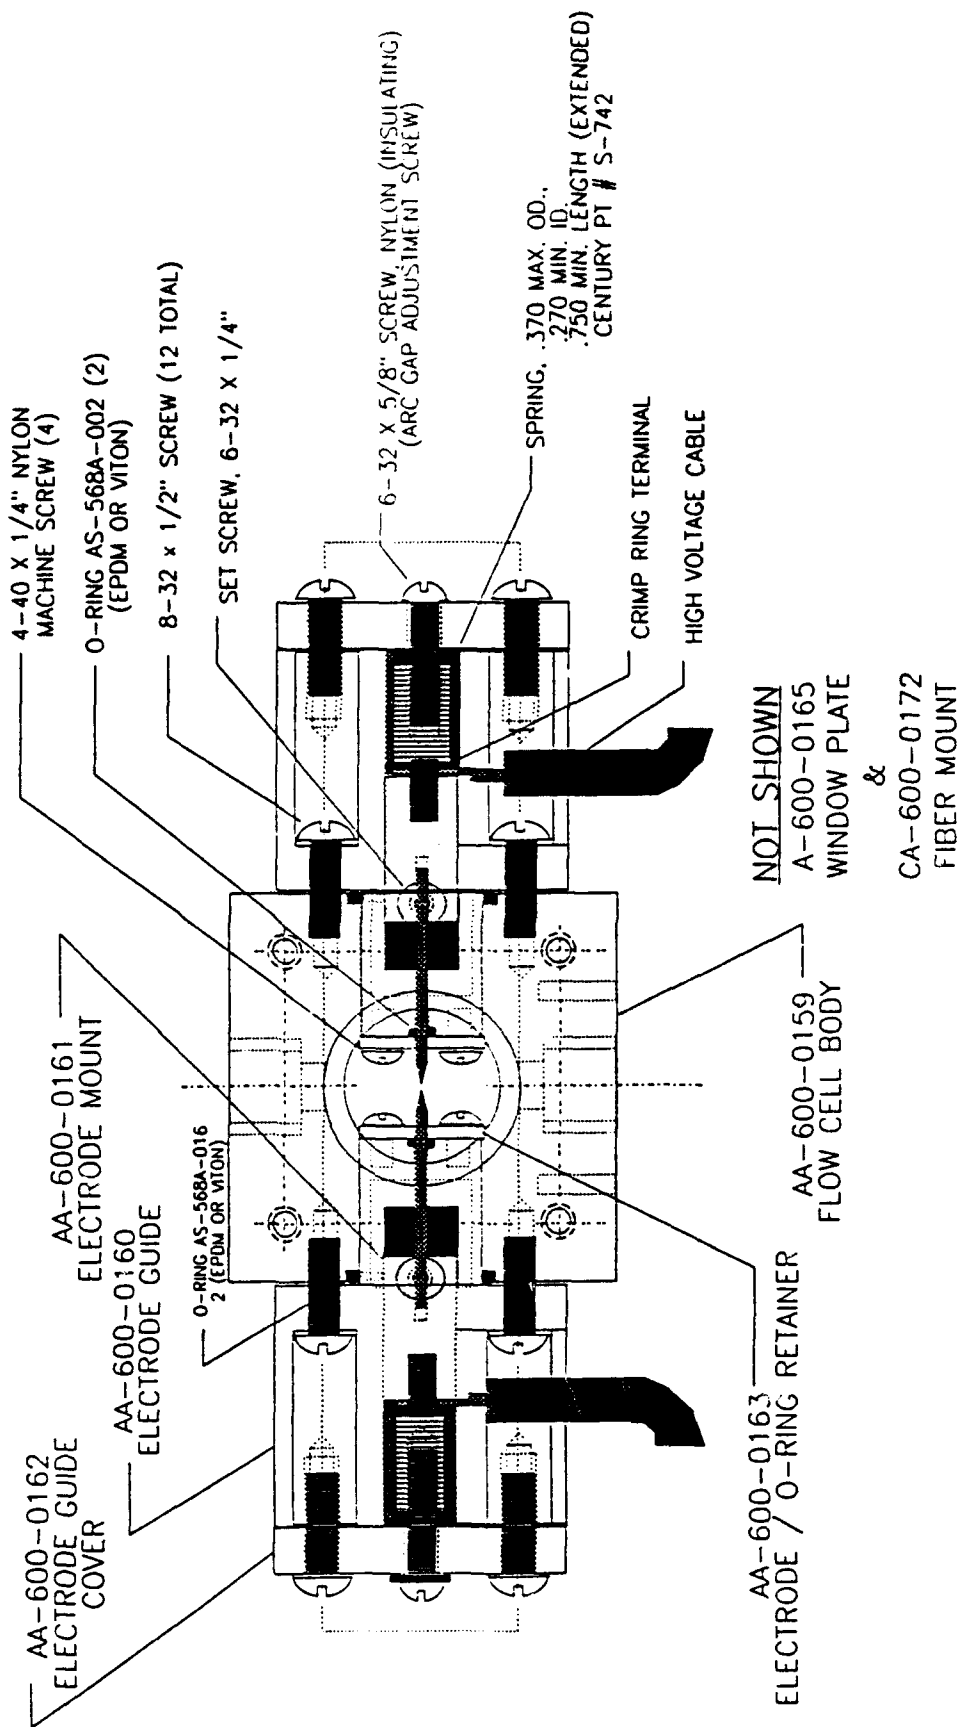 AA-600-0162
ELECTRODE GUIDE
COVER
AA-600-0160
ELECTRODE GUIDE
AA-600-0161
ELECTRODE MOUNT
O-RING AS-568A-016
2 (EPDM OR VITON)
4-40 X 1/4" NYLON
MACHINE SCREW (4)
O-RING AS-568A-002 (2)
(EPDM OR VITON)
8-32 x 1/2" SCREW (12 TOTAL)
SET SCREW, 6-32 X 1/4"
6-32 X 5/8" SCREW, NYLON (INSULATING)
(ARC GAP ADJUSTMENT SCREW)
SPRING, .370 MAX. OD.,
.270 MIN. ID.
.750 MIN. LENGTH (EXTENDED)
CENTURY PT # S-742
CRIMP RING TERMINAL
HIGH VOLTAGE CABLE
AA-600-0163
ELECTRODE / O-RING RETAINER
AA-600-0159
FLOW CELL BODY
NOT SHOWN
A-600-0165
WINDOW PLATE
&
CA-600-0172
FIBER MOUNT